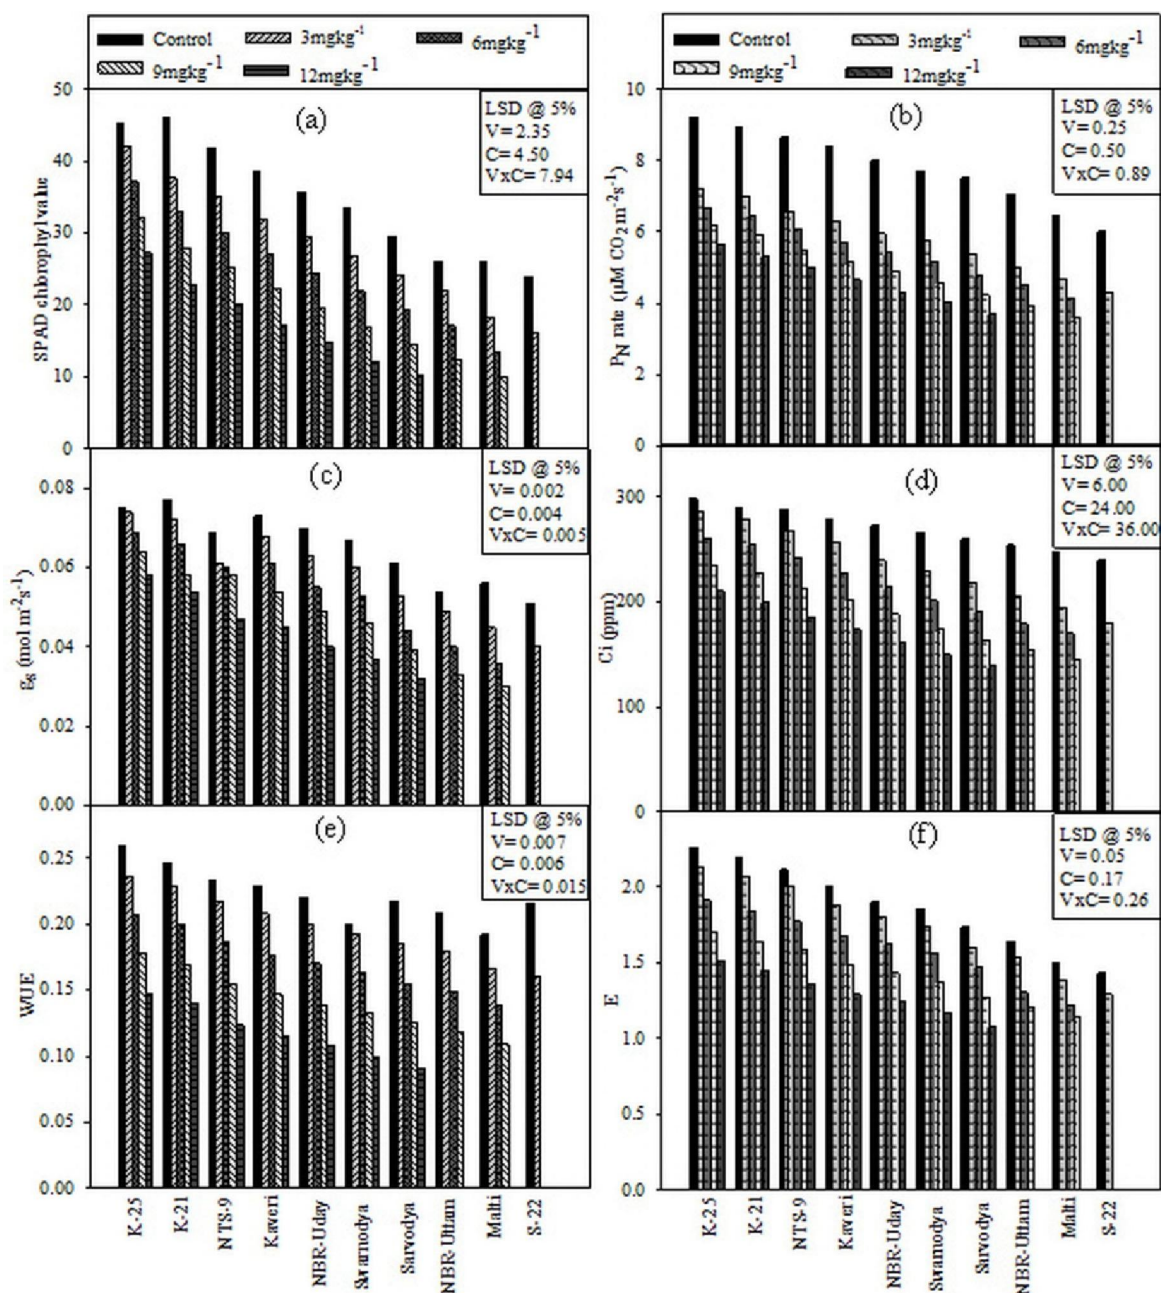 Control 3mgkg⁻¹ 6mgkg⁻¹
9mgkg⁻¹ 12mgkg⁻¹
Control 3mgkg⁻¹ 6mgkg⁻¹
9mgkg⁻¹ 12mgkg⁻¹
(a)
LSD @ 5%
V= 2.35
C= 4.50
VxC= 7.94
50
40
30
20
10
0
SPAD chlorophyl value
(b)
LSD @ 5%
V= 0.25
C= 0.50
VxC= 0.89
10
8
6
4
2
0
P_N rate (µM CO₂ m⁻²s⁻¹)
(c)
LSD @ 5%
V= 0.002
C= 0.004
VxC= 0.005
0.08
0.06
0.04
0.02
0.00
g_s (mol m⁻²s⁻¹)
(d)
LSD @ 5%
V= 6.00
C= 24.00
VxC= 36.00
300
200
100
0
Ci (ppm)
(e)
LSD @ 5%
V= 0.007
C= 0.006
VxC= 0.015
0.25
0.20
0.15
0.10
0.05
0.00
WUE
(f)
LSD @ 5%
V= 0.05
C= 0.17
VxC= 0.26
2.0
1.5
1.0
0.5
0.0
E
K-25
K-21
NTS-9
Kaveri
NBR-Uday
Swarnodya
Sarvodya
NBR-Uttam
Malti
S-22
K-25
K-21
NTS-9
Kaveri
NBR-Uday
Swarnodya
Sarvodya
NBR-Uttam
Malti
S-22